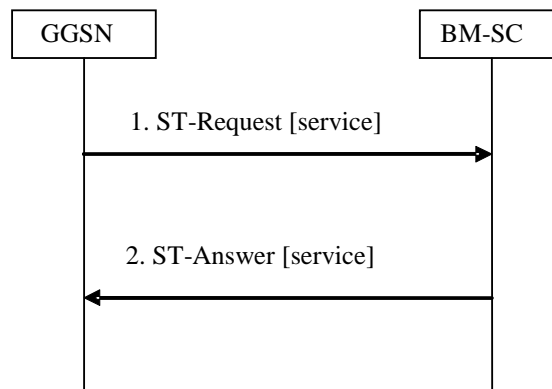 GGSN
BM-SC
1. ST-Request [service]
2. ST-Answer [service]